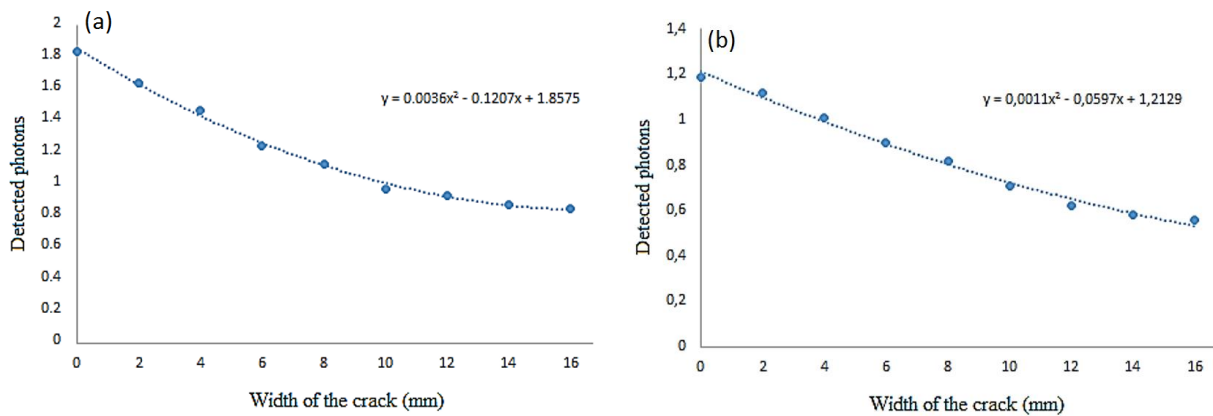 (a)
2
1.8
1.6
1.4
1.2
1
0.8
0.6
0.4
0.2
0
Detected photons
y = 0.0036x² - 0.1207x + 1.8575
0 2 4 6 8 10 12 14 16
Width of the crack (mm)
(b)
1,4
1,2
1
0,8
0,6
0,4
0,2
0
Detected photons
y = 0,0011x² - 0,0597x + 1,2129
0 2 4 6 8 10 12 14 16
Width of the crack (mm)